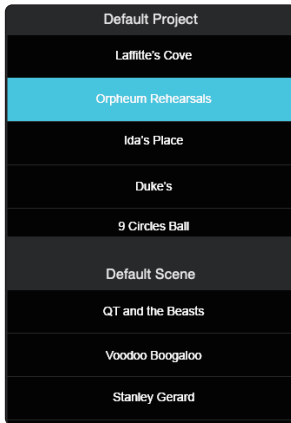 Default Project
Laffitte's Cove
Orpheum Rehearsals
Ida's Place
Duke's
9 Circles Ball
Default Scene
QT and the Beasts
Voodoo Boogaloo
Stanley Gerard